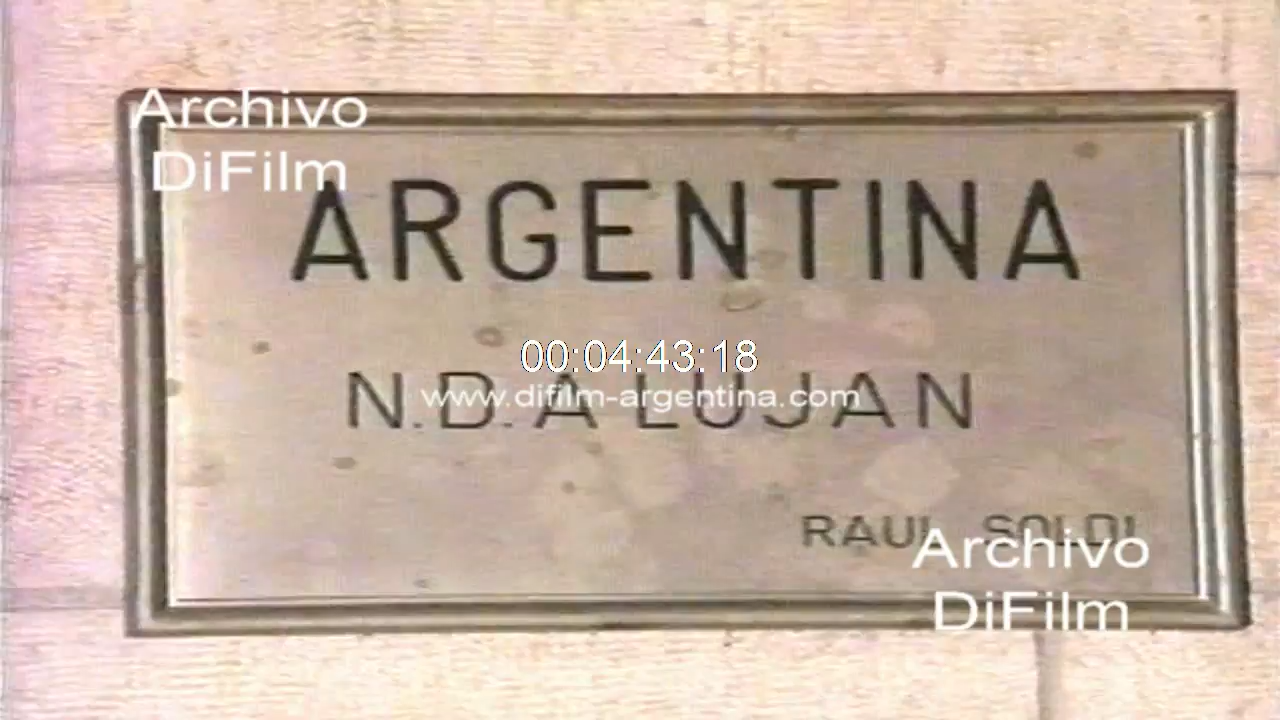 Archivo
DiFilm
ARGENTINA
00:04:43:18
www.difilm-argentina.com
N.D.A LUJAN
RAUL SOLDI
Archivo
DiFilm